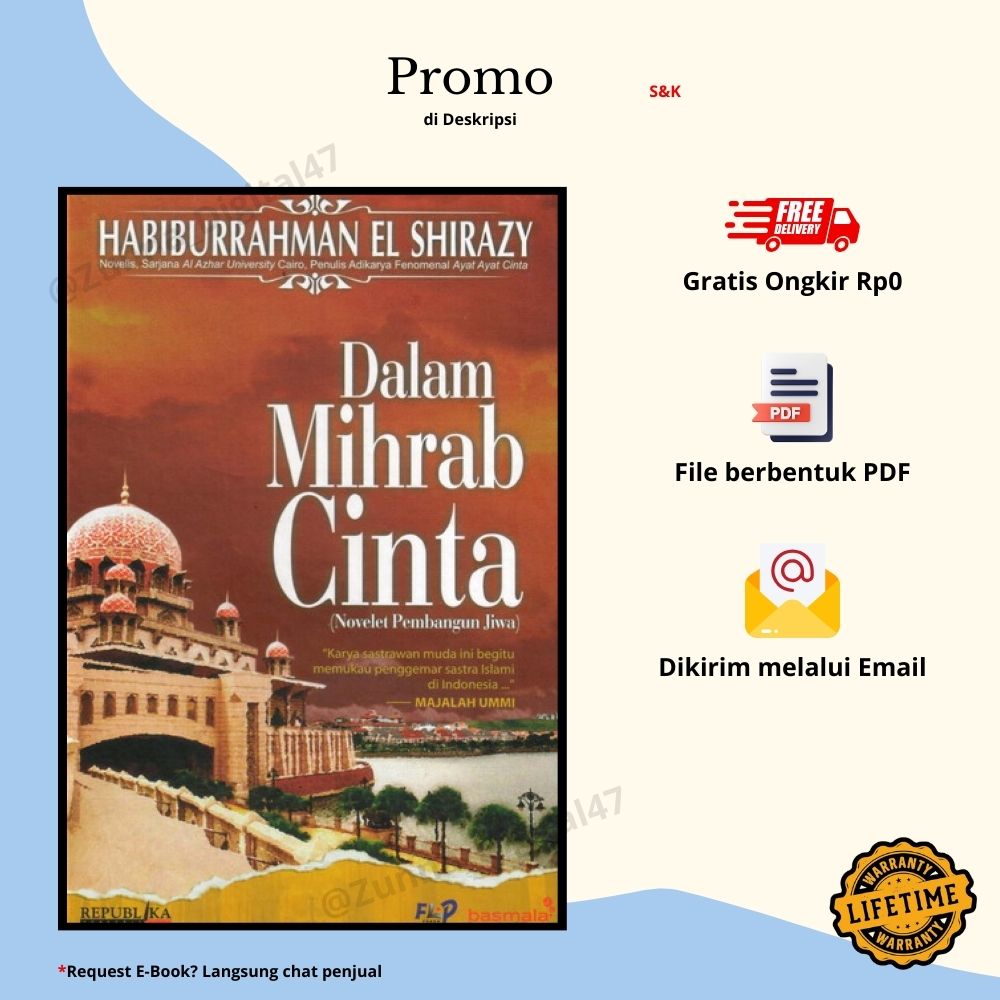 Promo
di Deskripsi
S&K
HABIBURRAHMAN EL SHIRAZY
Novelis, Sarjana Al Azhar University Cairo, Penulis Adikarya Fenomenal Ayat Ayat Cinta
Dalam
Mihrab
Cinta
(Novelet Pembangun Jiwa)
"Karya sastrawan muda ini begitu
memukau penggemar sastra Islami
di Indonesia ..."
—— MAJALAH UMMI
REPUBLIKA
FLP
basmala
FREE
DELIVERY
Gratis Ongkir Rp0
PDF
File berbentuk PDF
@
Dikirim melalui Email
WARRANTY
LIFETIME
WARRANTY
*Request E-Book? Langsung chat penjual